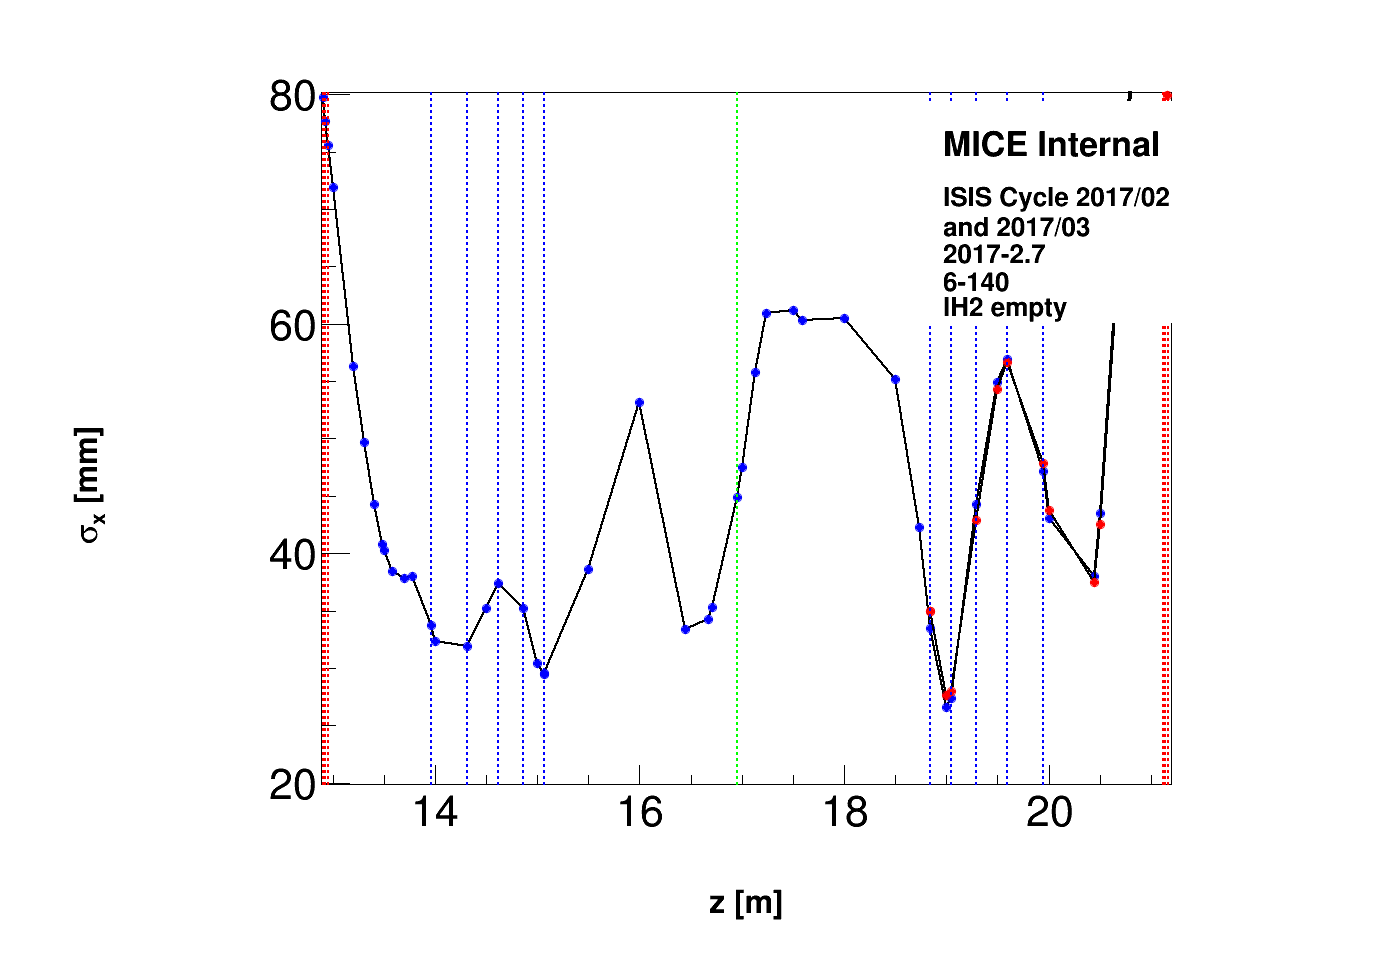 80
60
40
20
σx [mm]
MICE Internal
ISIS Cycle 2017/02
and 2017/03
2017-2.7
6-140
lH2 empty
14 16 18 20
z [m]